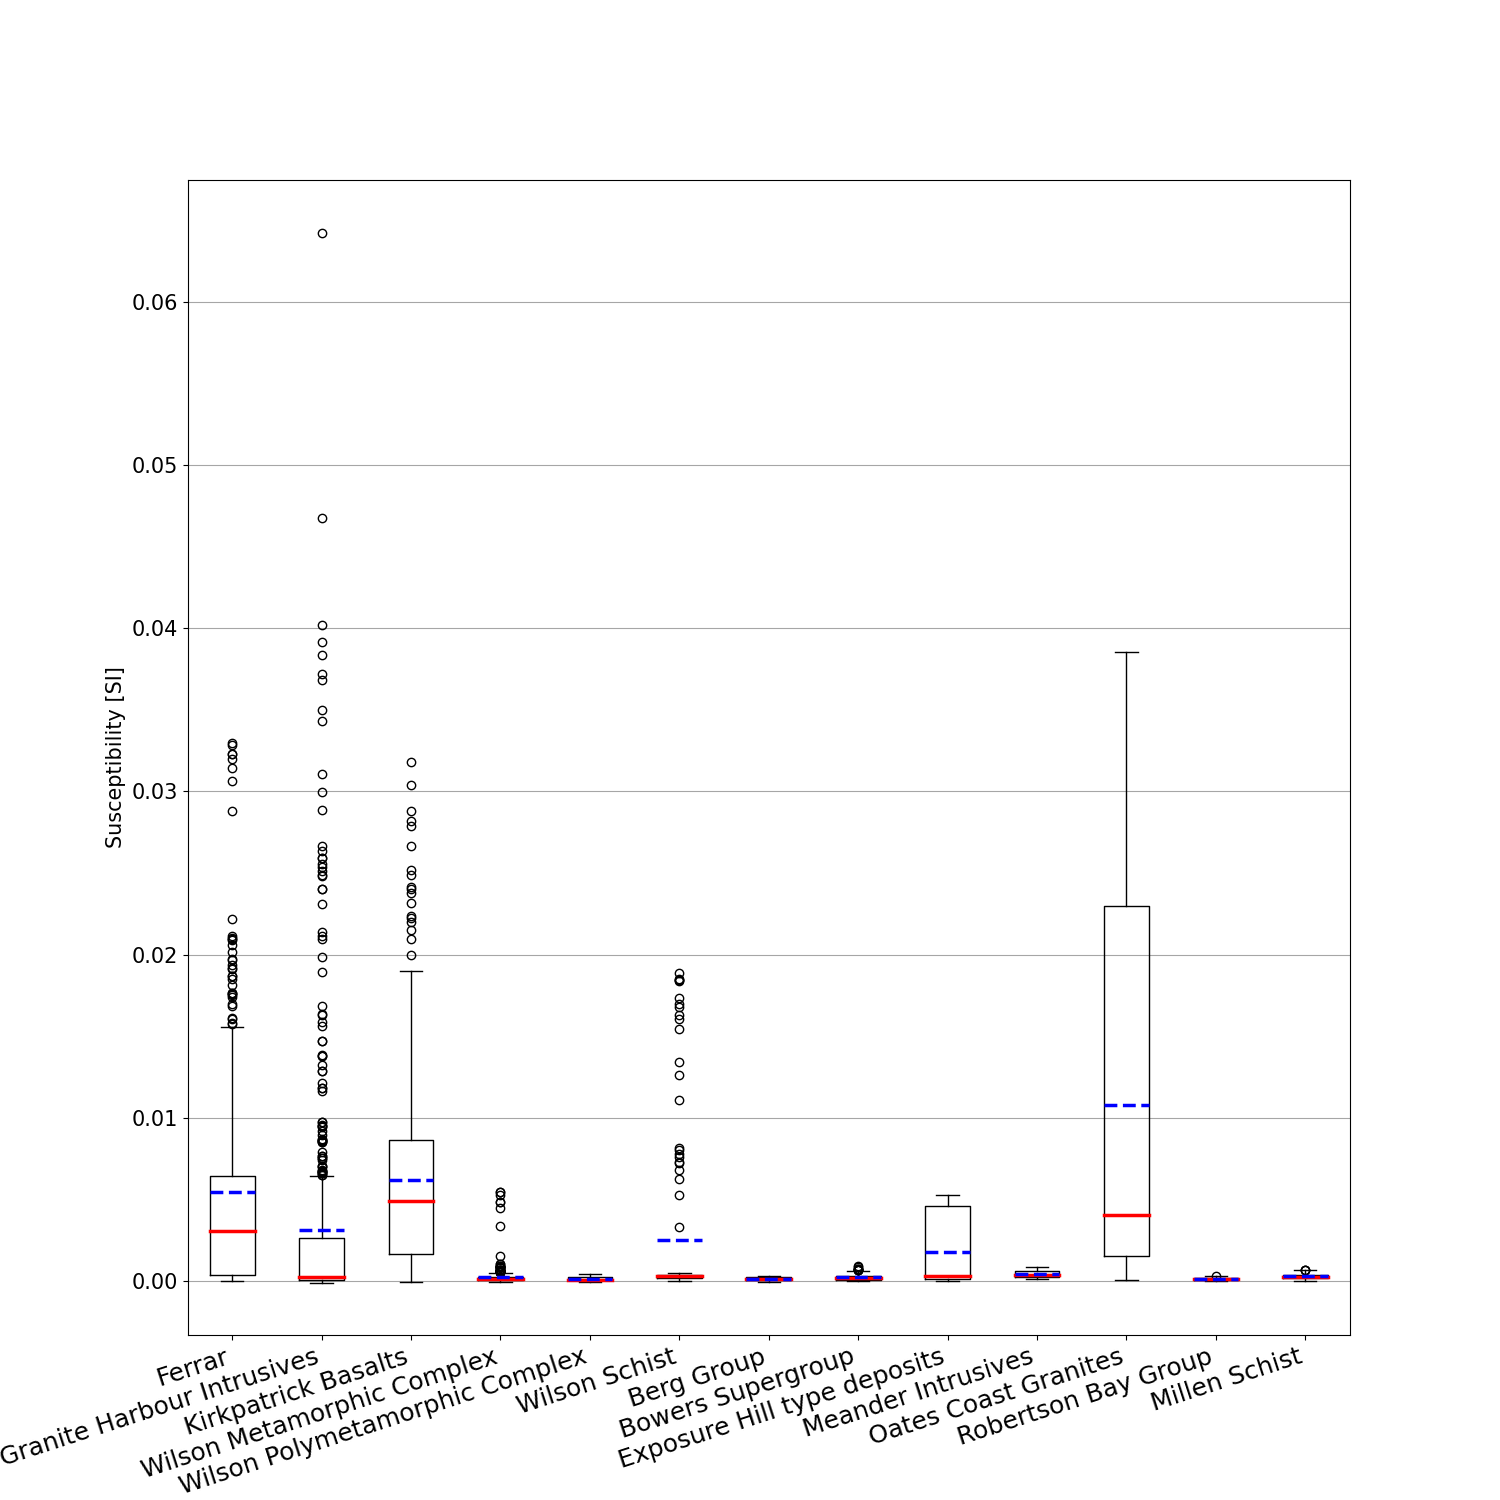 0.06
0.05
0.04
0.03
0.02
0.01
0.00
Susceptibility [SI]
Ferrar
Granite Harbour Intrusives
Kirkpatrick Basalts
Wilson Metamorphic Complex
Wilson Polymetamorphic Complex
Wilson Schist
Berg Group
Bowers Supergroup
Exposure Hill type deposits
Meander Intrusives
Oates Coast Granites
Robertson Bay Group
Millen Schist